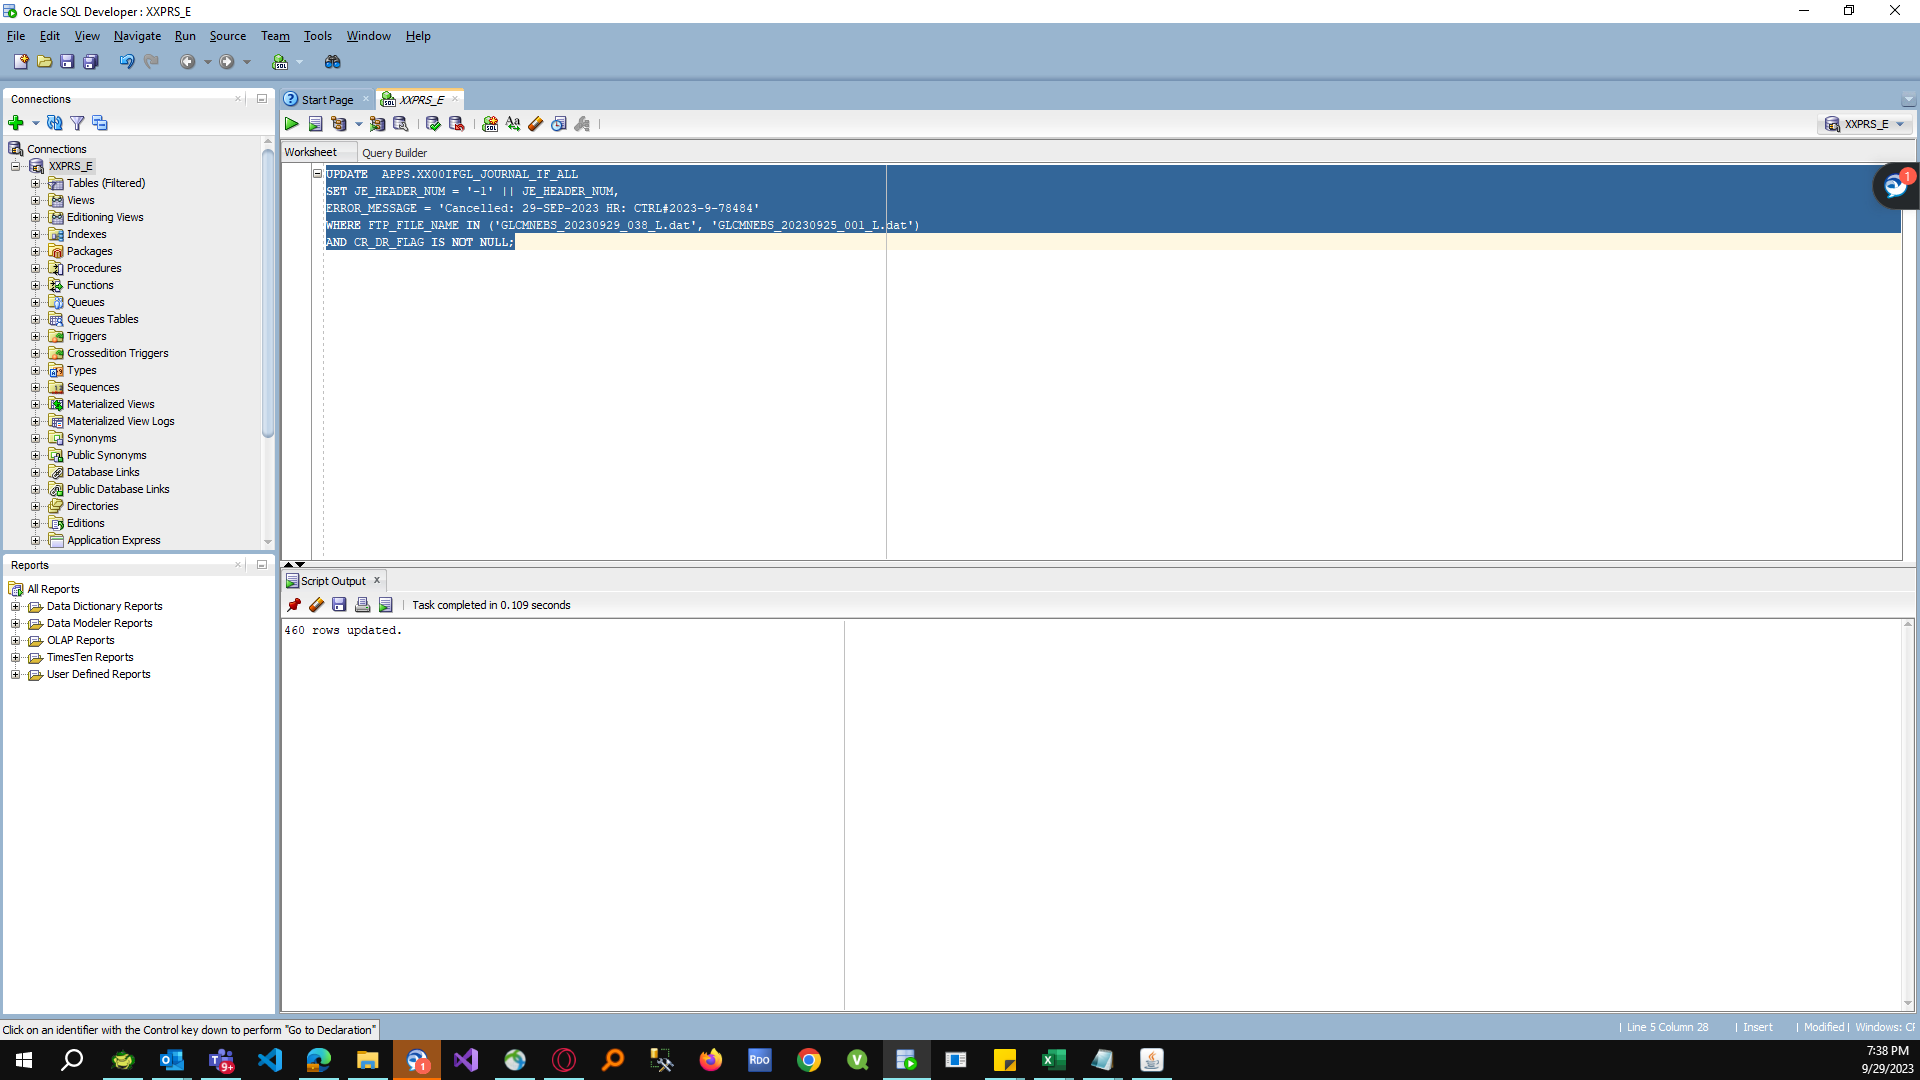 Oracle SQL Developer : XXPRS_E
File Edit View Navigate Run Source Team Tools Window Help
Connections
Connections
XXPRS_E
Tables (Filtered)
Views
Editioning Views
Indexes
Packages
Procedures
Functions
Queues
Queues Tables
Triggers
Crossedition Triggers
Types
Sequences
Materialized Views
Materialized View Logs
Synonyms
Public Synonyms
Database Links
Public Database Links
Directories
Editions
Application Express
Reports
All Reports
Data Dictionary Reports
Data Modeler Reports
OLAP Reports
TimesTen Reports
User Defined Reports
Start Page
XXPRS_E
XXPRS_E
Worksheet Query Builder
UPDATE  APPS.XX00IFGL_JOURNAL_IF_ALL
SET JE_HEADER_NUM = '-1' || JE_HEADER_NUM,
ERROR_MESSAGE = 'Cancelled: 29-SEP-2023 HR: CTRL#2023-9-78484'
WHERE FTP_FILE_NAME IN ('GLCMNEBS_20230929_038_L.dat', 'GLCMNEBS_20230925_001_L.dat')
AND CR_DR_FLAG IS NOT NULL;
1
Script Output
Task completed in 0.109 seconds
460 rows updated.
Click on an identifier with the Control key down to perform "Go to Declaration"
Line 5 Column 28 | Insert | Modified | Windows: CF
9+
1
RDO
7:38 PM
9/29/2023